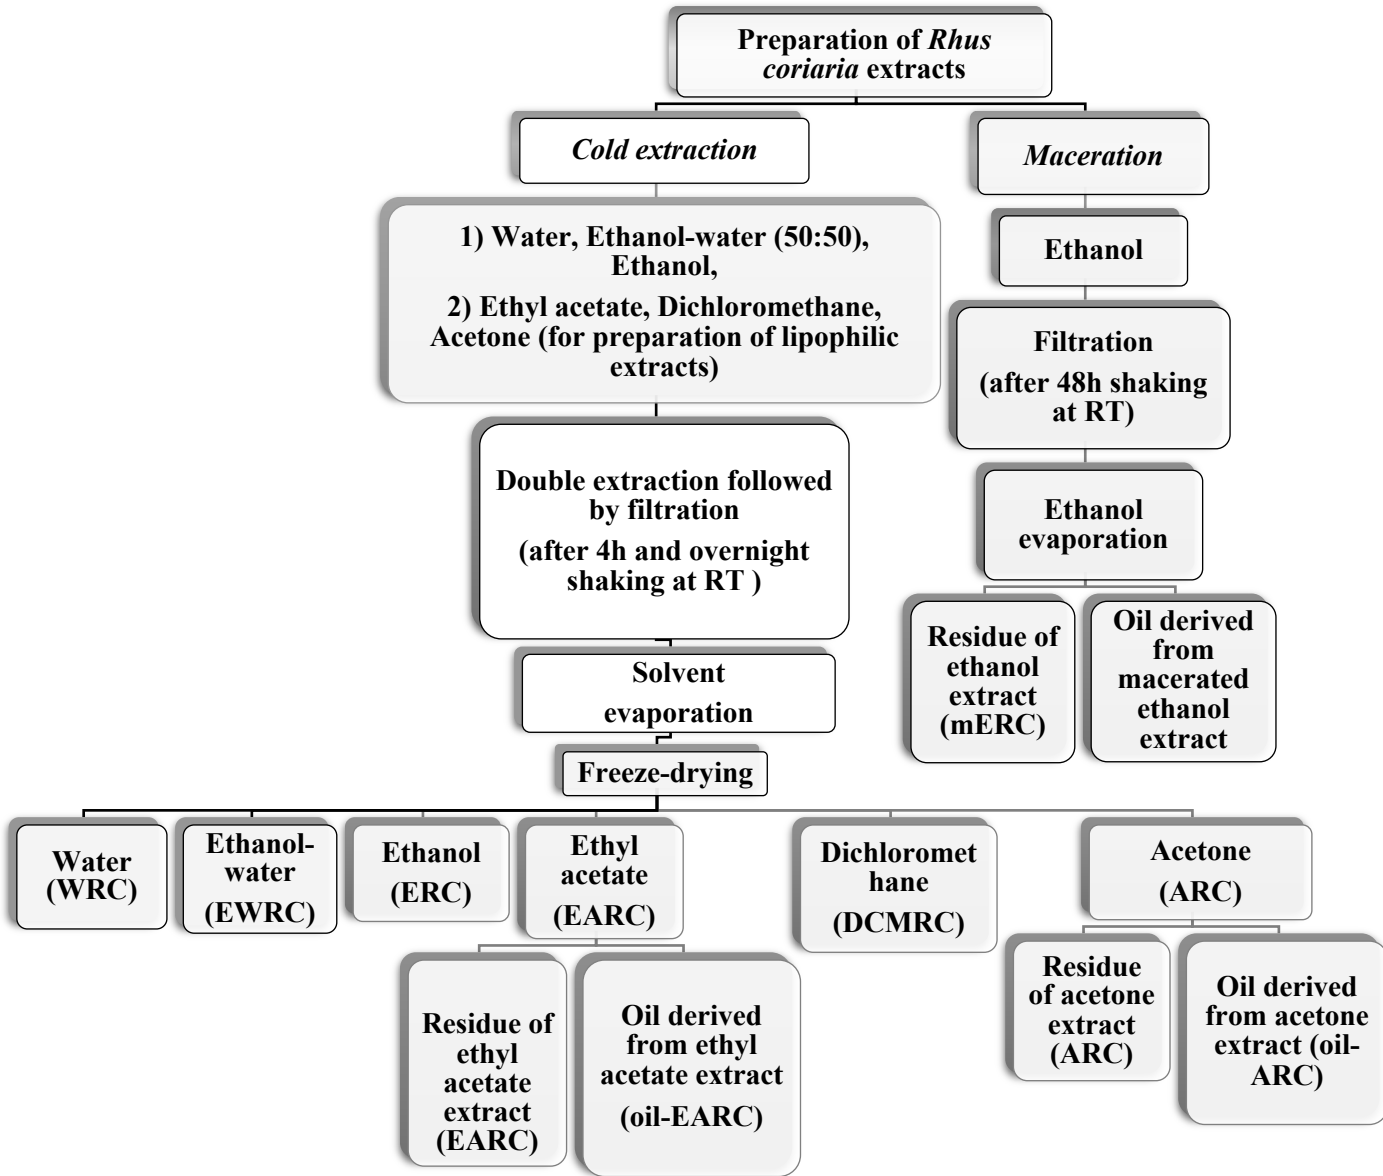 Preparation of Rhus
coriaria extracts
Cold extraction
Maceration
1) Water, Ethanol-water (50:50),
Ethanol,
2) Ethyl acetate, Dichloromethane,
Acetone (for preparation of lipophilic
extracts)
Ethanol
Filtration
(after 48h shaking
at RT)
Double extraction followed
by filtration
(after 4h and overnight
shaking at RT )
Ethanol
evaporation
Residue of
ethanol
extract
(mERC)
Oil derived
from
macerated
ethanol
extract
Solvent
evaporation
Freeze-drying
Water
(WRC)
Ethanol-
water
(EWRC)
Ethanol
(ERC)
Ethyl
acetate
(EARC)
Dichloromet
hane
(DCMRC)
Acetone
(ARC)
Residue of
ethyl
acetate
extract
(EARC)
Oil derived
from ethyl
acetate extract
(oil-EARC)
Residue
of acetone
extract
(ARC)
Oil derived
from acetone
extract (oil-
ARC)